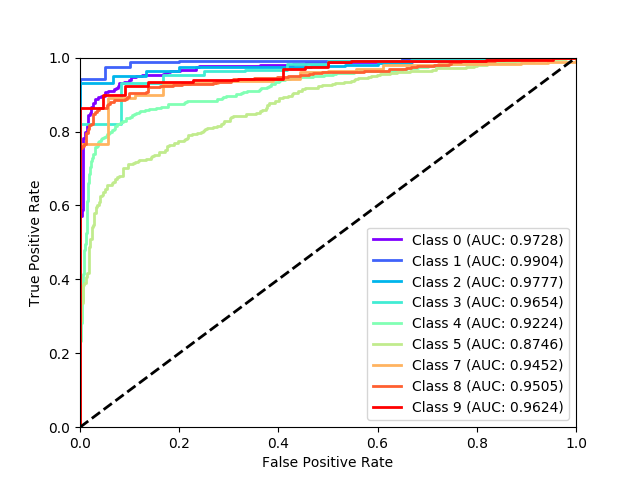 1.0
0.8
0.6
0.4
0.2
0.0
True Positive Rate
Class 0 (AUC: 0.9728)
Class 1 (AUC: 0.9904)
Class 2 (AUC: 0.9777)
Class 3 (AUC: 0.9654)
Class 4 (AUC: 0.9224)
Class 5 (AUC: 0.8746)
Class 7 (AUC: 0.9452)
Class 8 (AUC: 0.9505)
Class 9 (AUC: 0.9624)
0.0 0.2 0.4 0.6 0.8 1.0
False Positive Rate